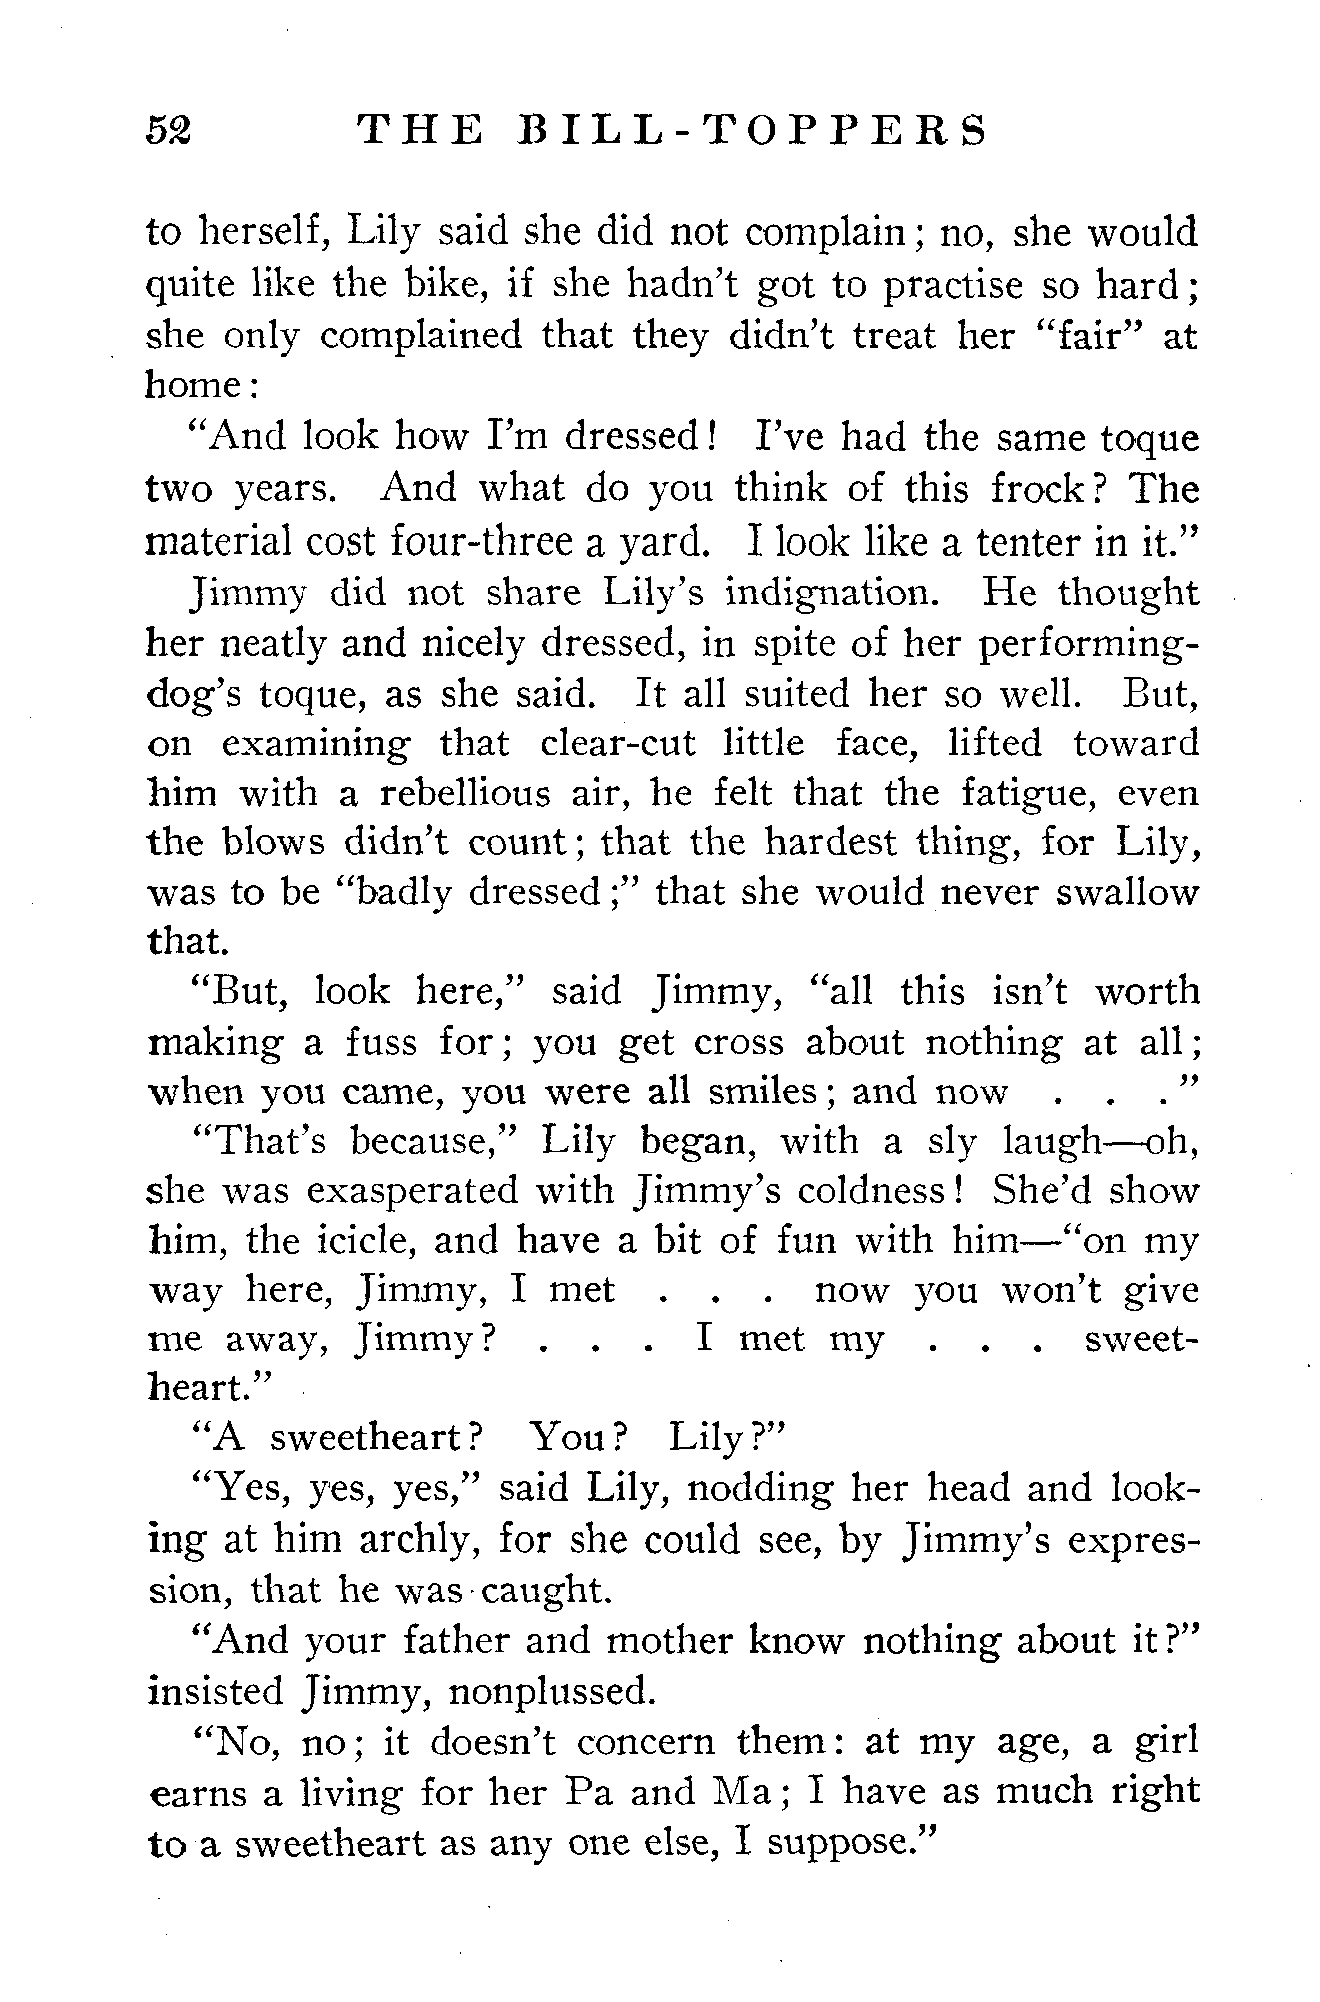 52 THE BILL-TOPPERS
to herself, Lily said she did not complain; no, she would
quite like the bike, if she hadn't got to practise so hard;
she only complained that they didn't treat her "fair" at
home:
"And look how I'm dressed! I've had the same toque
two years. And what do you think of this frock? The
material cost four-three a yard. I look like a tenter in it."
Jimmy did not share Lily's indignation. He thought
her neatly and nicely dressed, in spite of her performing-
dog's toque, as she said. It all suited her so well. But,
on examining that clear-cut little face, lifted toward
him with a rebellious air, he felt that the fatigue, even
the blows didn't count; that the hardest thing, for Lily,
was to be "badly dressed;" that she would never swallow
that.
"But, look here," said Jimmy, "all this isn't worth
making a fuss for; you get cross about nothing at all;
when you came, you were all smiles; and now . . ."
"That's because," Lily began, with a sly laugh—oh,
she was exasperated with Jimmy's coldness! She'd show
him, the icicle, and have a bit of fun with him—"on my
way here, Jimmy, I met . . . now you won't give
me away, Jimmy? . . . I met my . . . sweet-
heart."
"A sweetheart? You? Lily?"
"Yes, yes, yes," said Lily, nodding her head and look-
ing at him archly, for she could see, by Jimmy's expres-
sion, that he was caught.
"And your father and mother know nothing about it?"
insisted Jimmy, nonplussed.
"No, no; it doesn't concern them: at my age, a girl
earns a living for her Pa and Ma; I have as much right
to a sweetheart as any one else, I suppose."